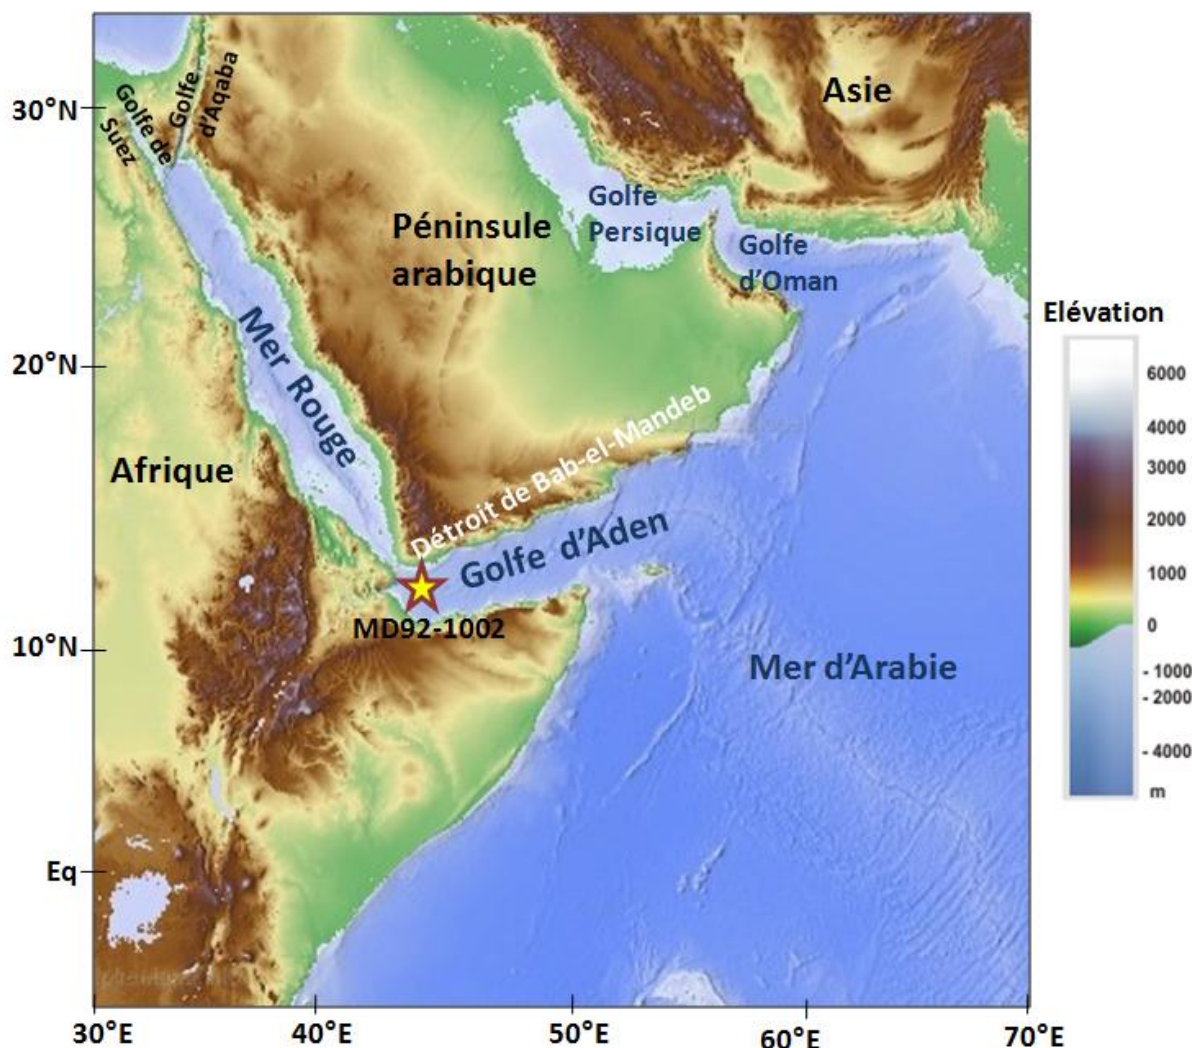 30°N
20°N
10°N
Eq
30°E
40°E
50°E
60°E
70°E
Golfe de
Suez
Golfe
d'Aqaba
Asie
Golfe
Persique
Golfe
d'Oman
Péninsule
arabique
Mer Rouge
Afrique
Détroit de Bab-el-Mandeb
Golfe d'Aden
MD92-1002
Mer d'Arabie
Elévation
6000
4000
3000
2000
1000
0
- 1000
- 2000
- 4000
m